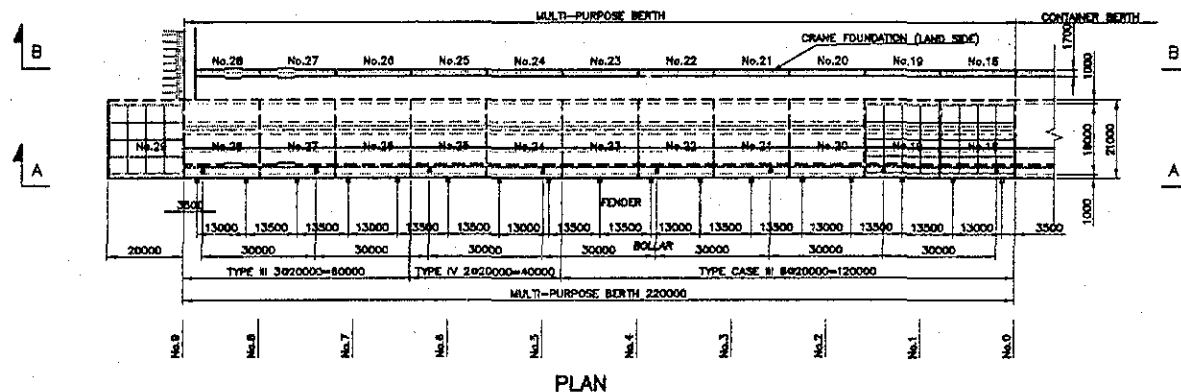 MULTI-PURPOSE BERTH
CONTAINER BERTH
CRANE FOUNDATION (LAND SIDE)
B
B
No.28 No.27 No.26 No.25 No.24 No.23 No.22 No.21 No.20 No.19 No.18
1700
1000
No.29 No.28 No.27 No.26 No.25 No.24 No.23 No.22 No.21 No.20 No.19 No.18
19000
21000
A
A
1000
FENDER
3500
13000 13500 13500 13000 13500 13500 13000 13500 13500 13000 13500 13500 13000 13500 13500 13000 3500
BOLLAR
20000 30000 30000 30000 30000 30000 30000 30000
TYPE III 3@20000=60000 TYPE IV 2@20000=40000 TYPE CASE III 6@20000=120000
MULTI-PURPOSE BERTH 220000
No.9 No.8 No.7 No.6 No.5 No.4 No.3 No.2 No.1 No.0
PLAN